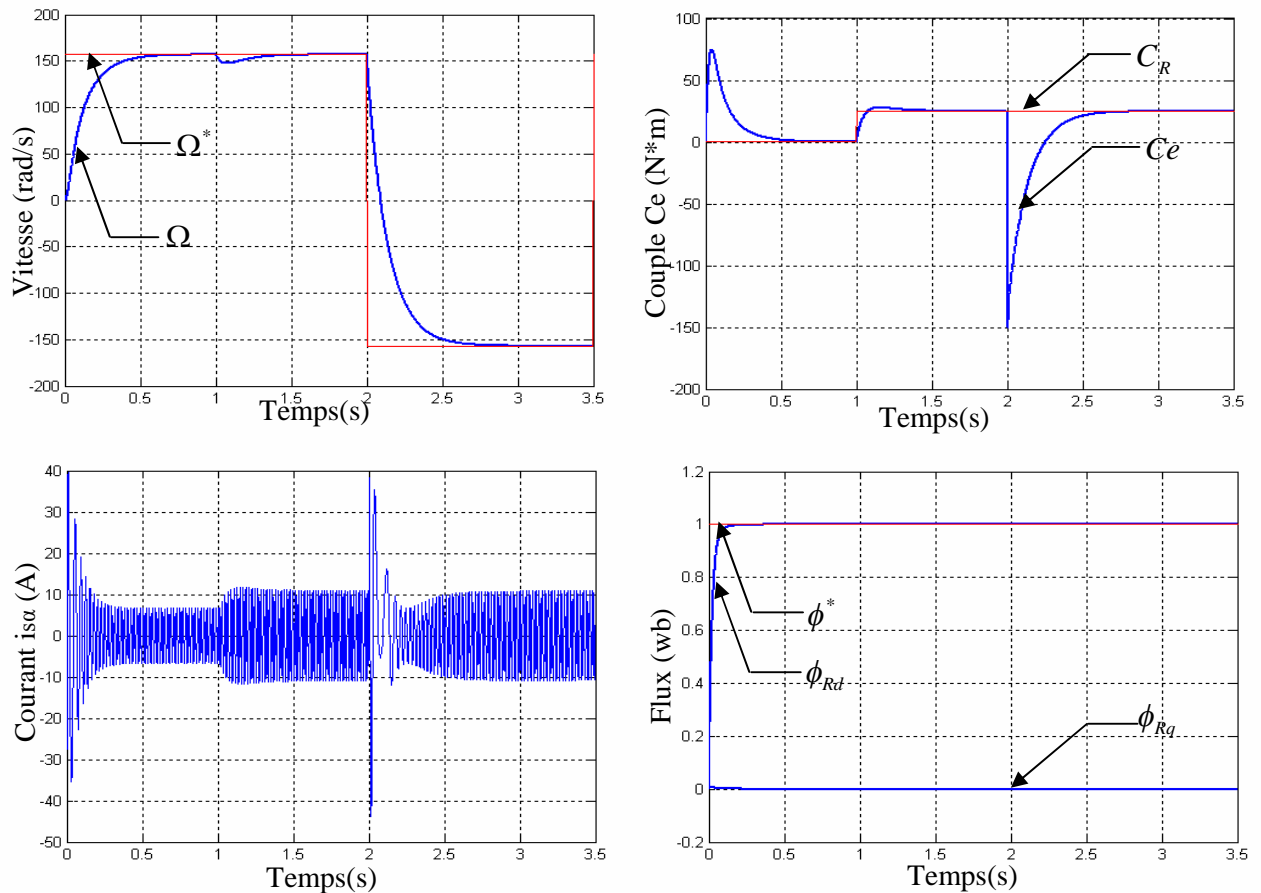 200
150
100
50
0
-50
-100
-150
-200
Vitesse (rad/s)
Ω*
Ω
0 0.5 1 1.5 2 2.5 3 3.5
Temps(s)
100
50
0
-50
-100
-150
-200
Couple Ce (N*m)
C_R
Ce
0 0.5 1 1.5 2 2.5 3 3.5
Temps(s)
40
30
20
10
0
-10
-20
-30
-40
-50
Courant isα (A)
0 0.5 1 1.5 2 2.5 3 3.5
Temps(s)
1.2
1
0.8
0.6
0.4
0.2
0
-0.2
Flux (wb)
ϕ*
ϕ_Rd
ϕ_Rq
0 0.5 1 1.5 2 2.5 3 3.5
Temps(s)